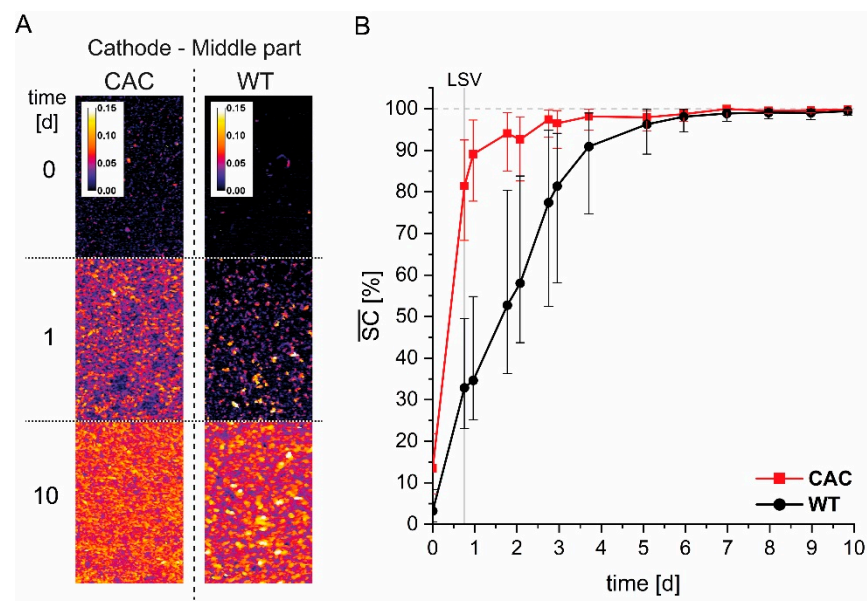 A
Cathode - Middle part
CAC WT
time
[d]
0.15
0.10
0.05
0.00
0.15
0.10
0.05
0.00
0
1
10
B
LSV
100
90
80
70
60
50
40
30
20
10
0
SC [%]
CAC
WT
0 1 2 3 4 5 6 7 8 9 10
time [d]